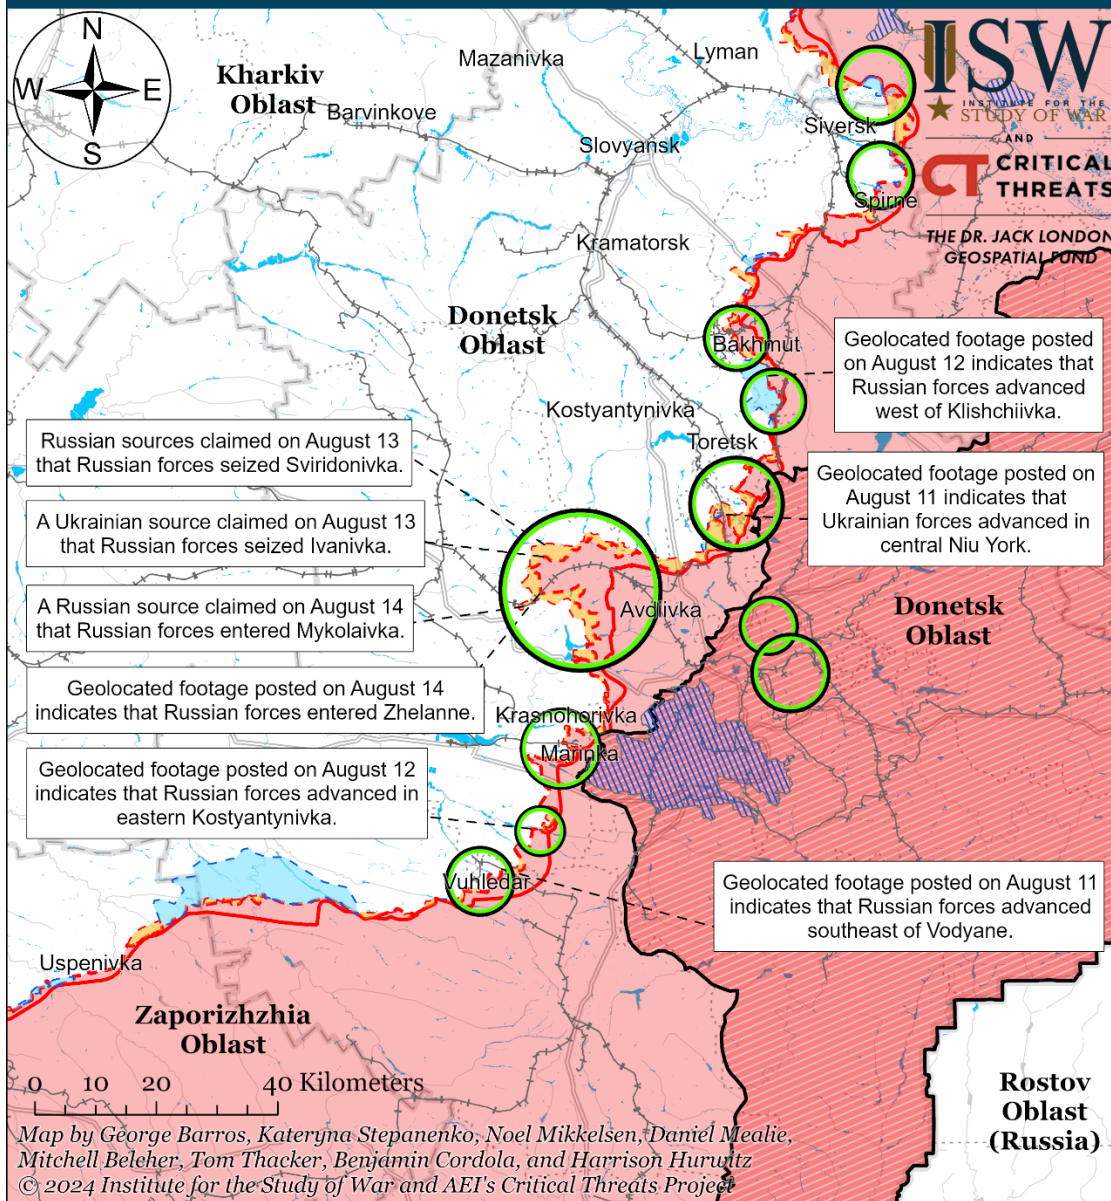 N
W
E
S
Kharkiv
Oblast
Mazanivka
Lyman
Barvinkove
Slovyansk
Siversk
ISW
INSTITUTE FOR THE
STUDY OF WAR
AND
CT CRITICAL
THREATS
THE DR. JACK LONDON
GEOSPATIAL FUND
Spirne
Kramatorsk
Donetsk
Oblast
Bakhmut
Geolocated footage posted
on August 12 indicates that
Russian forces advanced
west of Klishchiivka.
Kostyantynivka
Toretsk
Russian sources claimed on August 13
that Russian forces seized Sviridonivka.
Geolocated footage posted on
August 11 indicates that
Ukrainian forces advanced in
central Niu York.
A Ukrainian source claimed on August 13
that Russian forces seized Ivanivka.
A Russian source claimed on August 14
that Russian forces entered Mykolaivka.
Avdiivka
Donetsk
Oblast
Geolocated footage posted on August 14
indicates that Russian forces entered Zhelanne.
Krasnohorivka
Marinka
Geolocated footage posted on August 12
indicates that Russian forces advanced in
eastern Kostyantynivka.
Vuhledar
Geolocated footage posted on August 11
indicates that Russian forces advanced
southeast of Vodyane.
Uspenivka
Zaporizhzhia
Oblast
0 10 20 40 Kilometers
Rostov
Oblast
(Russia)
Map by George Barros, Kateryna Stepanenko, Noel Mikkelsen, Daniel Mealie,
Mitchell Belcher, Tom Thacker, Benjamin Cordola, and Harrison Hurwitz
© 2024 Institute for the Study of War and AEI's Critical Threats Project